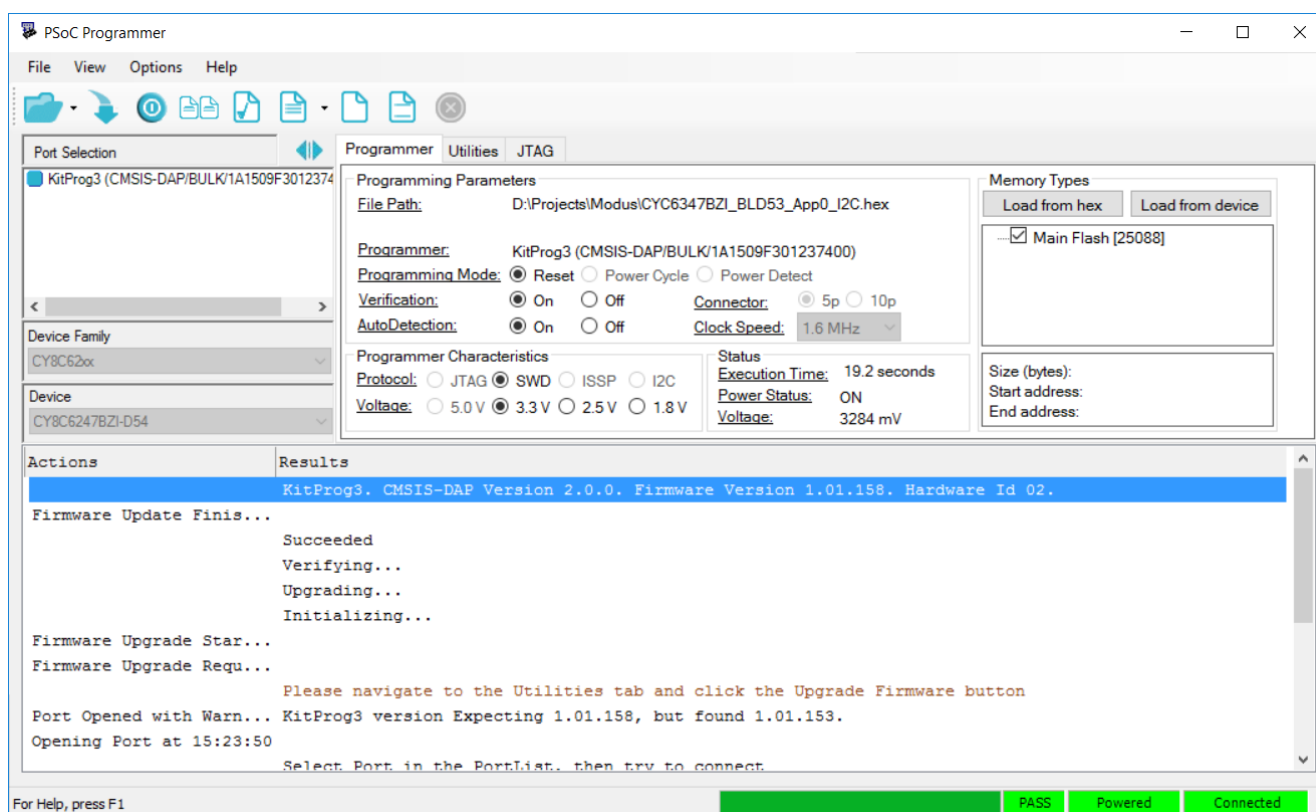 PSoC Programmer
File View Options Help
Port Selection
KitProg3 (CMSIS-DAP/BULK/1A1509F3012374
Device Family
CY8C62xx
Device
CY8C6247BZI-D54
Programmer Utilities JTAG
Programming Parameters
File Path: D:\Projects\Modus\CYC6347BZI_BLD53_App0_I2C.hex
Programmer: KitProg3 (CMSIS-DAP/BULK/1A1509F301237400)
Programming Mode: Reset Power Cycle Power Detect
Verification: On Off Connector: 5p 10p
AutoDetection: On Off Clock Speed: 1.6 MHz
Programmer Characteristics
Protocol: JTAG SWD ISSP I2C
Voltage: 5.0 V 3.3 V 2.5 V 1.8 V
Status
Execution Time: 19.2 seconds
Power Status: ON
Voltage: 3284 mV
Memory Types
Load from hex Load from device
Main Flash [25088]
Size (bytes):
Start address:
End address:
Actions Results
KitProg3. CMSIS-DAP Version 2.0.0. Firmware Version 1.01.158. Hardware Id 02.
Firmware Update Finis...
Succeeded
Verifying...
Upgrading...
Initializing...
Firmware Upgrade Star...
Firmware Upgrade Requ...
Please navigate to the Utilities tab and click the Upgrade Firmware button
Port Opened with Warn... KitProg3 version Expecting 1.01.158, but found 1.01.153.
Opening Port at 15:23:50
Select Port in the PortList, then try to connect
For Help, press F1 PASS Powered Connected